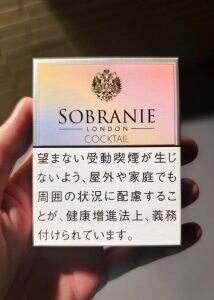 SOBRANIE
LONDON
COCKTAIL
望まない受動喫煙が生じ
ないよう、屋外や家庭でも
周囲の状況に配慮するこ
とが、健康増進法上、義務
付けられています。